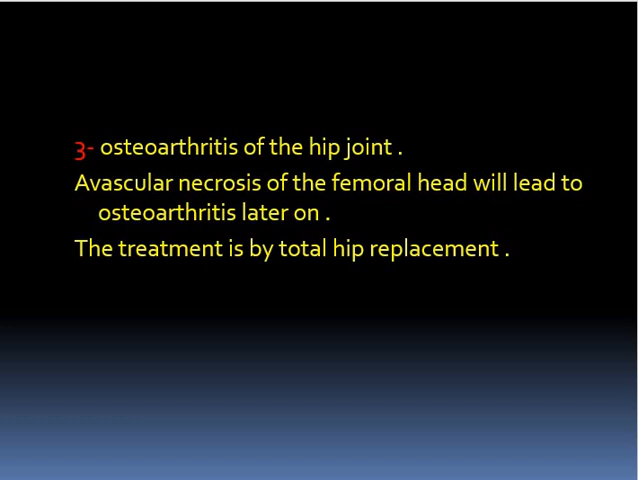 3- osteoarthritis of the hip joint .
Avascular necrosis of the femoral head will lead to
osteoarthritis later on .
The treatment is by total hip replacement .